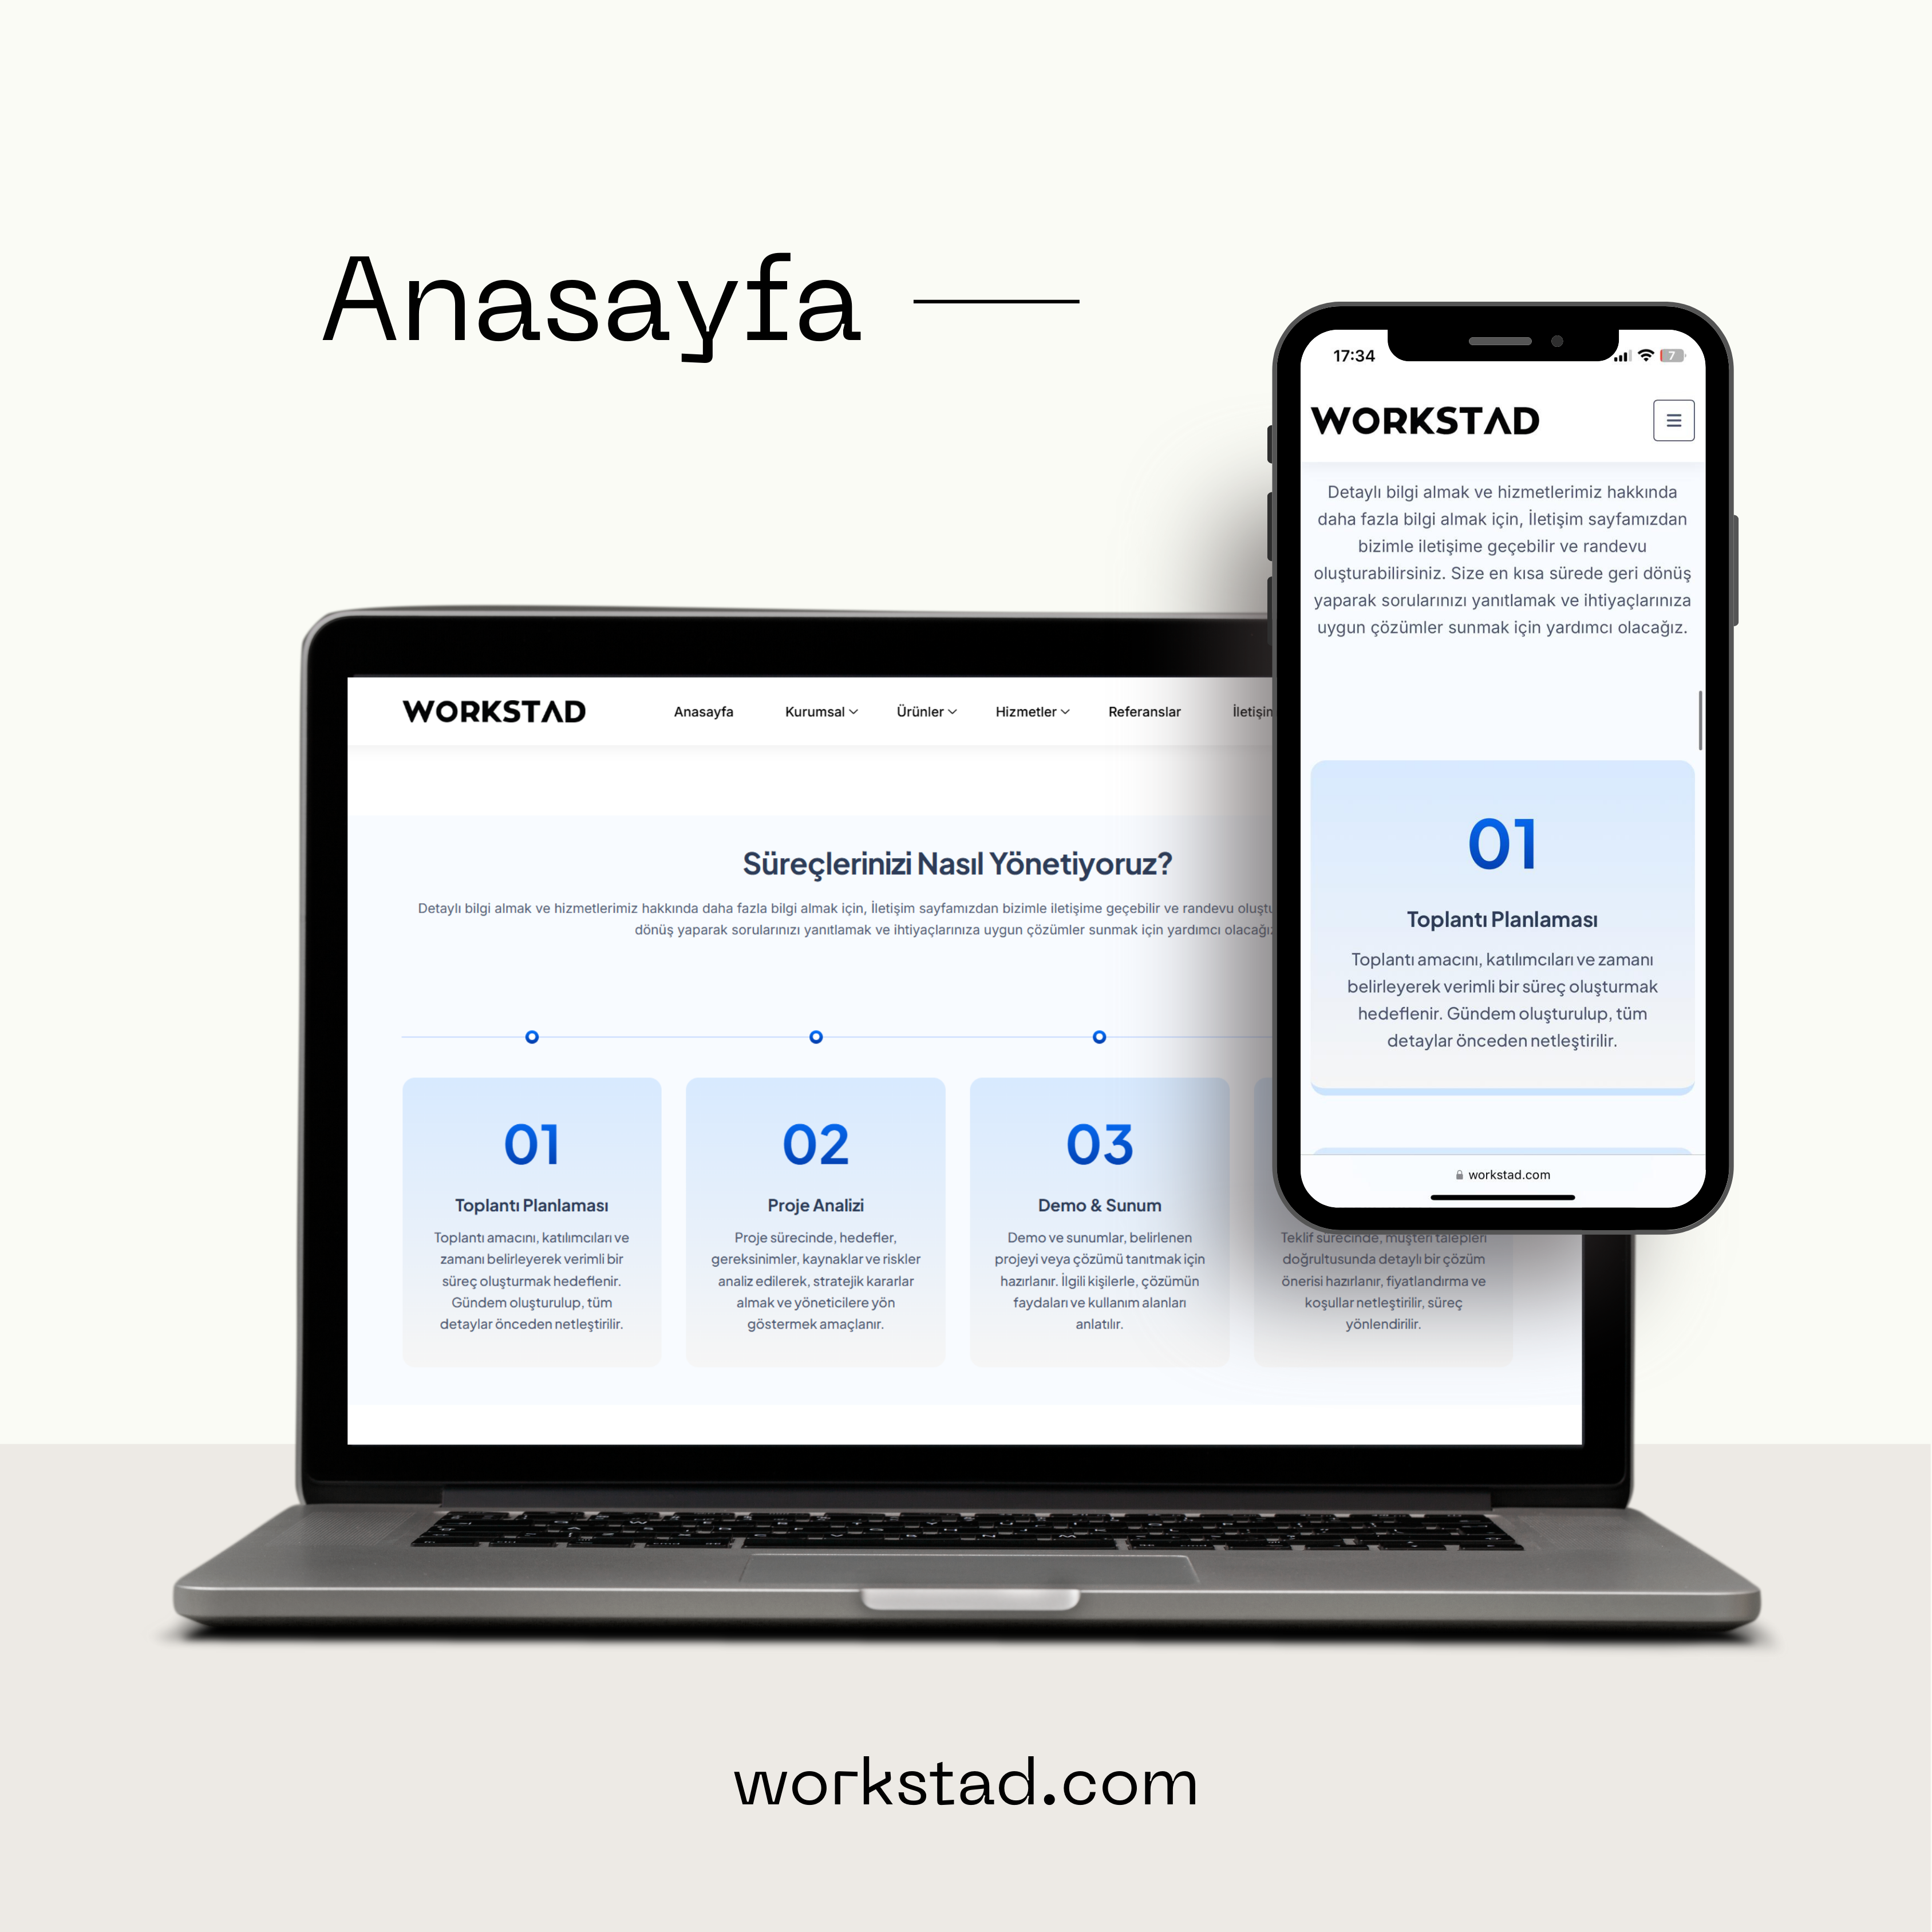 Anasayfa
17:34
7
WORKSTAD
Detaylı bilgi almak ve hizmetlerimiz hakkında
daha fazla bilgi almak için, İletişim sayfamızdan
bizimle iletişime geçebilir ve randevu
oluşturabilirsiniz. Size en kısa sürede geri dönüş
yaparak sorularınızı yanıtlamak ve ihtiyaçlarınıza
uygun çözümler sunmak için yardımcı olacağız.
01
Toplantı Planlaması
Toplantı amacını, katılımcıları ve zamanı
belirleyerek verimli bir süreç oluşturmak
hedeflenir. Gündem oluşturulup, tüm
detaylar önceden netleştirilir.
workstad.com
WORKSTAD Anasayfa Kurumsal Ürünler Hizmetler Referanslar
Süreçlerinizi Nasıl Yönetiyoruz?
Detaylı bilgi almak ve hizmetlerimiz hakkında daha fazla bilgi almak için, İletişim sayfamızdan bizimle iletişime geçebilir ve randevu
dönüş yaparak sorularınızı yanıtlamak ve ihtiyaçlarınıza uygun çözümler sunmak için yardımcı
01
Toplantı Planlaması
Toplantı amacını, katılımcıları ve
zamanı belirleyerek verimli bir
süreç oluşturmak hedeflenir.
Gündem oluşturulup, tüm
detaylar önceden netleştirilir.
02
Proje Analizi
Proje sürecinde, hedefler,
gereksinimler, kaynaklar ve riskler
analiz edilerek, stratejik kararlar
almak ve yöneticilere yön
göstermek amaçlanır.
03
Demo & Sunum
Demo ve sunumlar, belirlenen
projeyi veya çözümü tanıtmak için
hazırlanır. İlgili kişilerle, çözümün
faydaları ve kullanım alanları
anlatılır.
Teklif sürecinde, müşteri talepleri
doğrultusunda detaylı bir çözüm
önerisi hazırlanır, fiyatlandırma ve
koşullar netleştirilir, süreç
yönlendirilir.
workstad.com